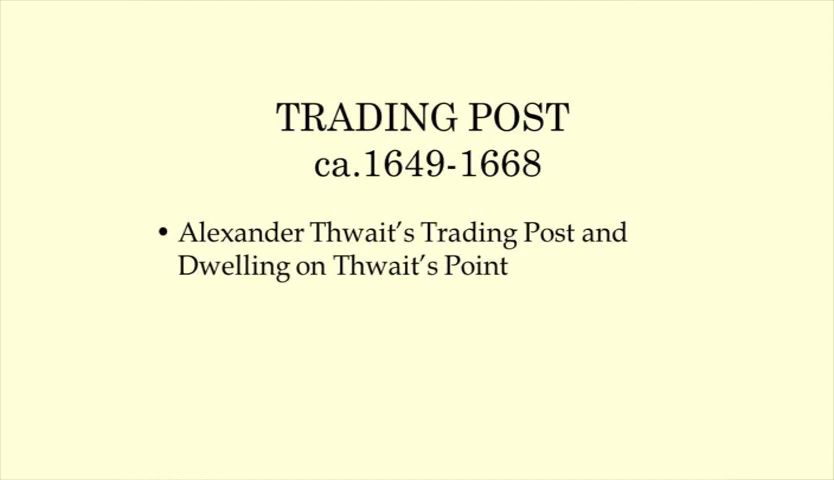 TRADING POST
ca.1649-1668
• Alexander Thwait’s Trading Post and
Dwelling on Thwait’s Point